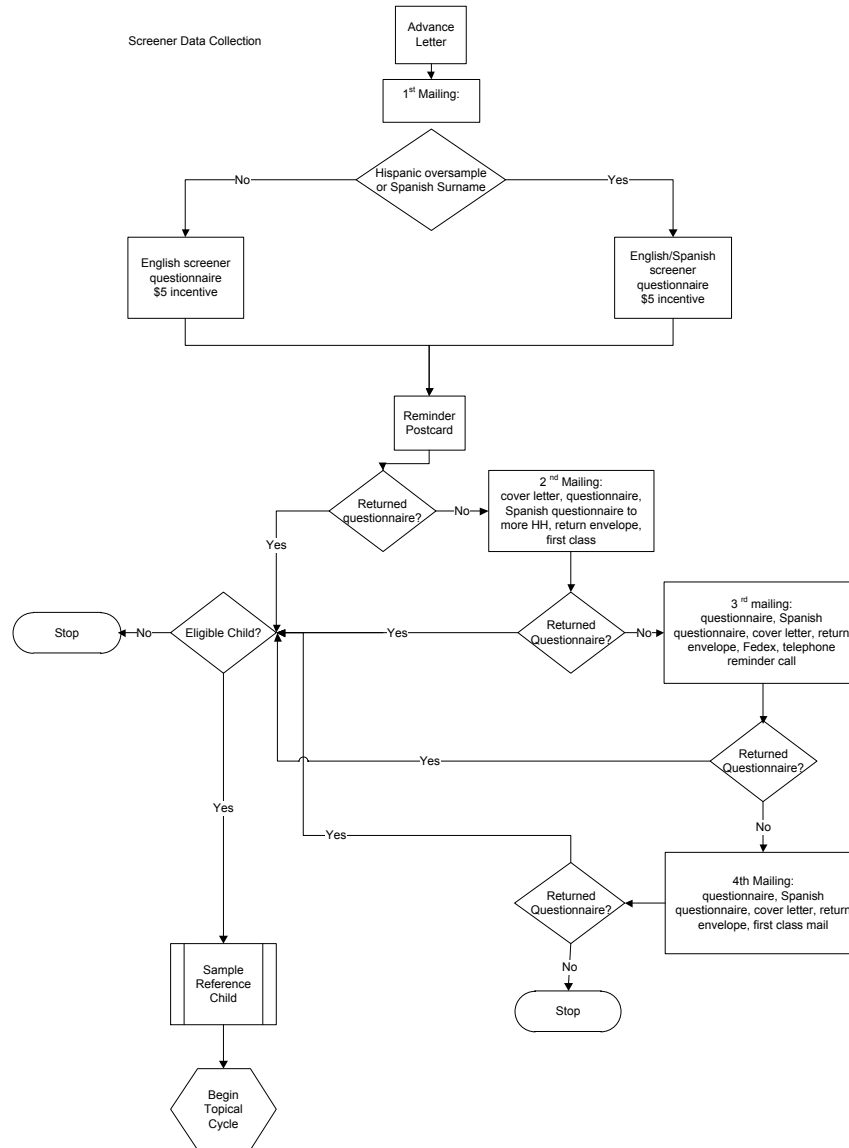 Screener Data Collection
Advance
Letter
1st Mailing:
Hispanic oversample
or Spanish Surname
No
Yes
English screener
questionnaire
$5 incentive
English/Spanish
screener
questionnaire
$5 incentive
Reminder
Postcard
Returned
questionnaire?
No
2 nd Mailing:
cover letter, questionnaire,
Spanish questionnaire to
more HH, return envelope,
first class
Yes
Stop
No
Eligible Child?
Yes
Returned
Questionnaire?
No
3 rd mailing:
questionnaire, Spanish
questionnaire, cover letter, return
envelope, Fedex, telephone
reminder call
Yes
Returned
Questionnaire?
Yes
No
Yes
Returned
Questionnaire?
4th Mailing:
questionnaire, Spanish
questionnaire, cover letter, return
envelope, first class mail
No
Stop
Sample
Reference
Child
Begin
Topical
Cycle